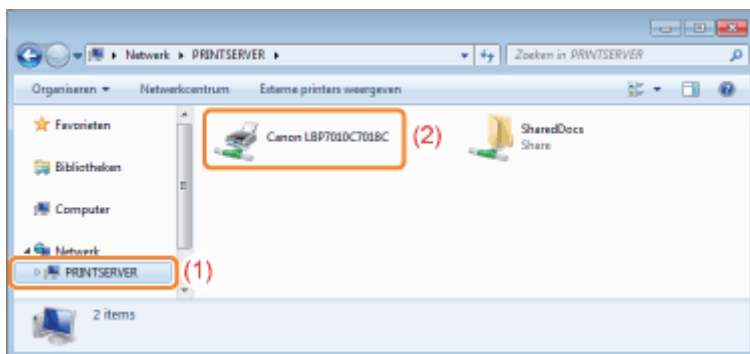 Netwerk ▸ PRINTSERVER ▸
Zoeken in PRINTSERVER
Organiseren
Netwerkcentrum
Externe printers weergeven
Favorieten
Bibliotheken
Computer
Netwerk
PRINTSERVER
(1)
Canon LBP7010C7018C
(2)
SharedDocs
Share
2 items